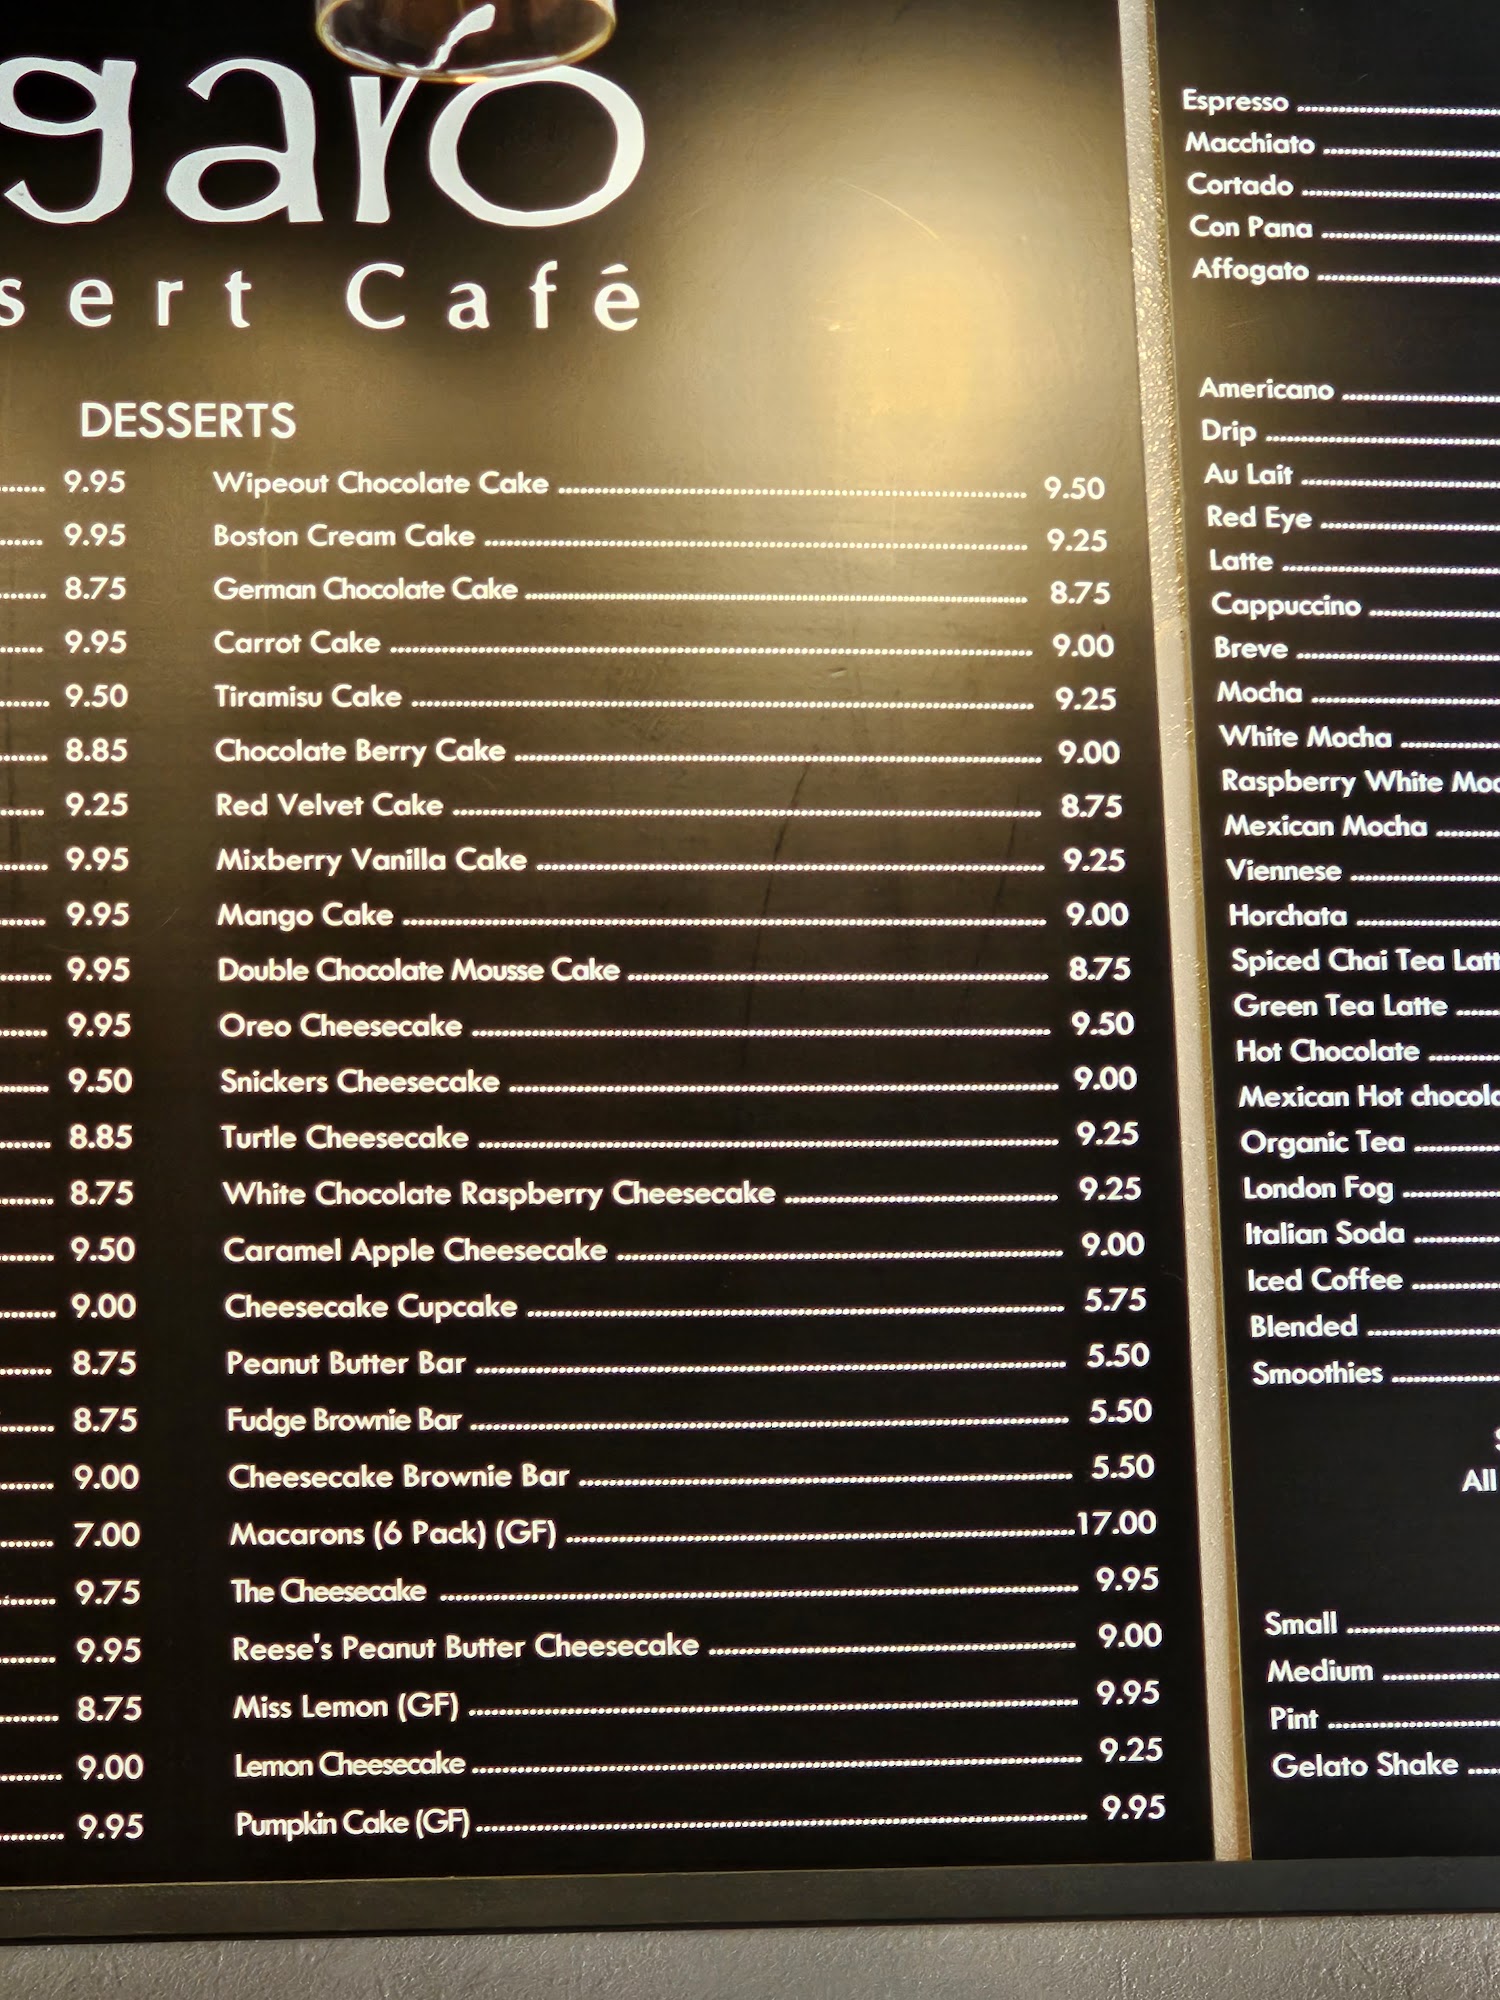 garo
sert Café
DESSERTS
9.95
9.95
8.75
9.95
9.50
8.85
9.25
9.95
9.95
9.95
9.95
9.50
8.85
8.75
9.50
9.00
8.75
8.75
9.00
7.00
9.75
9.95
8.75
9.00
9.95
Wipeout Chocolate Cake 9.50
Boston Cream Cake 9.25
German Chocolate Cake 8.75
Carrot Cake 9.00
Tiramisu Cake 9.25
Chocolate Berry Cake 9.00
Red Velvet Cake 8.75
Mixberry Vanilla Cake 9.25
Mango Cake 9.00
Double Chocolate Mousse Cake 8.75
Oreo Cheesecake 9.50
Snickers Cheesecake 9.00
Turtle Cheesecake 9.25
White Chocolate Raspberry Cheesecake 9.25
Caramel Apple Cheesecake 9.00
Cheesecake Cupcake 5.75
Peanut Butter Bar 5.50
Fudge Brownie Bar 5.50
Cheesecake Brownie Bar 5.50
Macarons (6 Pack) (GF) 17.00
The Cheesecake 9.95
Reese's Peanut Butter Cheesecake 9.00
Miss Lemon (GF) 9.95
Lemon Cheesecake 9.25
Pumpkin Cake (GF) 9.95
Espresso
Macchiato
Cortado
Con Pana
Affogato
Americano
Drip
Au Lait
Red Eye
Latte
Cappuccino
Breve
Mocha
White Mocha
Raspberry White Moc
Mexican Mocha
Viennese
Horchata
Spiced Chai Tea Latt
Green Tea Latte
Hot Chocolate
Mexican Hot chocola
Organic Tea
London Fog
Italian Soda
Iced Coffee
Blended
Smoothies
All
Small
Medium
Pint
Gelato Shake